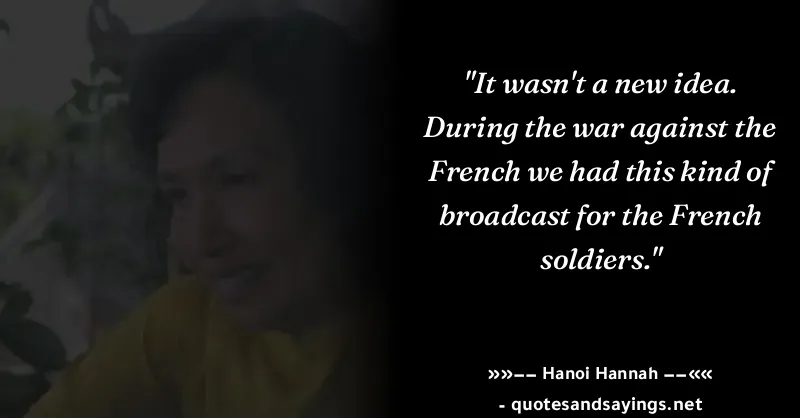 "It wasn't a new idea.
During the war against the
French we had this kind of
broadcast for the French
soldiers."
»»−− Hanoi Hannah −−««
- quotesandsayings.net